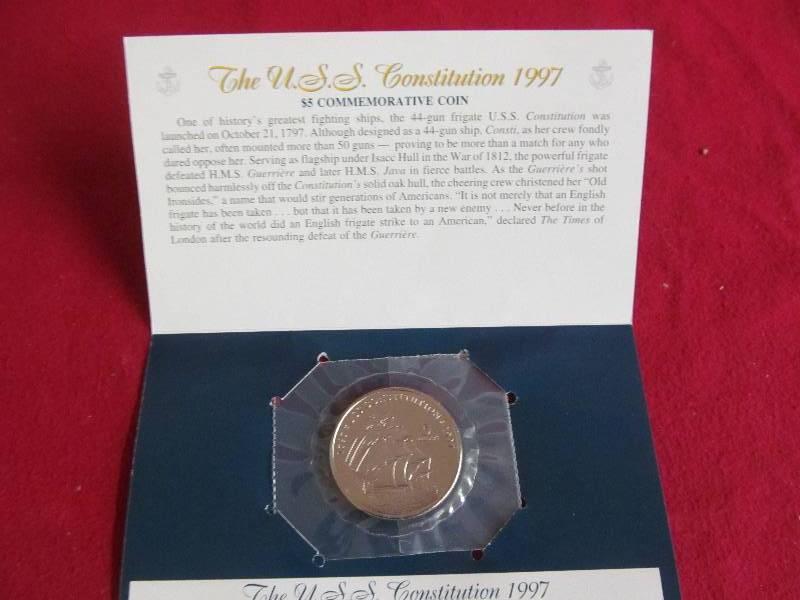 The U.S.S. Constitution 1997
$5 COMMEMORATIVE COIN
One of history's greatest fighting ships, the 44-gun frigate U.S.S. Constitution was
launched on October 21, 1797. Although designed as a 44-gun ship, Consti, as her crew fondly
called her, often mounted more than 50 guns — proving to be more than a match for any who
dared oppose her. Serving as flagship under Isacc Hull in the War of 1812, the powerful frigate
defeated H.M.S. Guerrière and later H.M.S. Java in fierce battles. As the Guerrière's shot
bounced harmlessly off the Constitution's solid oak hull, the cheering crew christened her "Old
Ironsides," a name that would stir generations of Americans. "It is not merely that an English
frigate has been taken . . . but that it has been taken by a new enemy . . . Never before in the
history of the world did an English frigate strike to an American," declared The Times of
London after the resounding defeat of the Guerrière.
The U.S.S. Constitution 1997